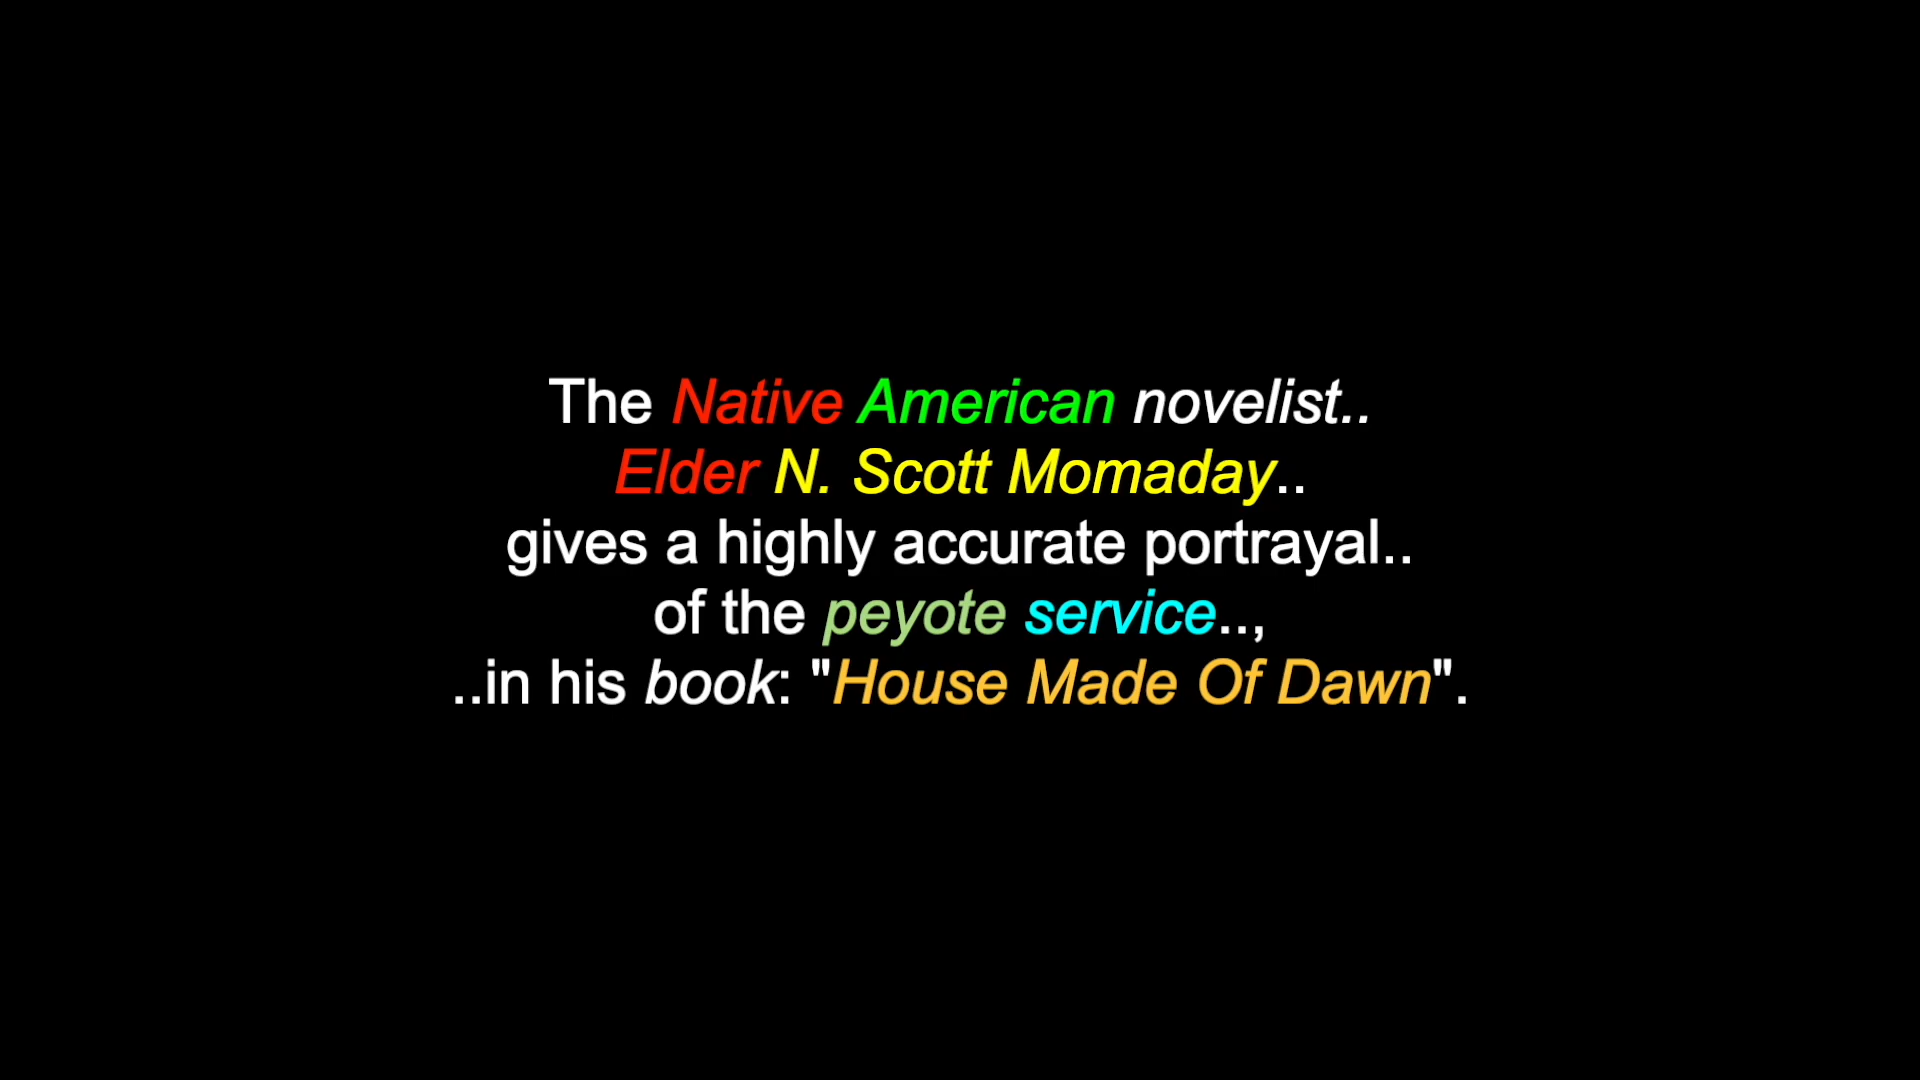 The Native American novelist..
Elder N. Scott Momaday..
gives a highly accurate portrayal..
of the peyote service..,
..in his book: "House Made Of Dawn".